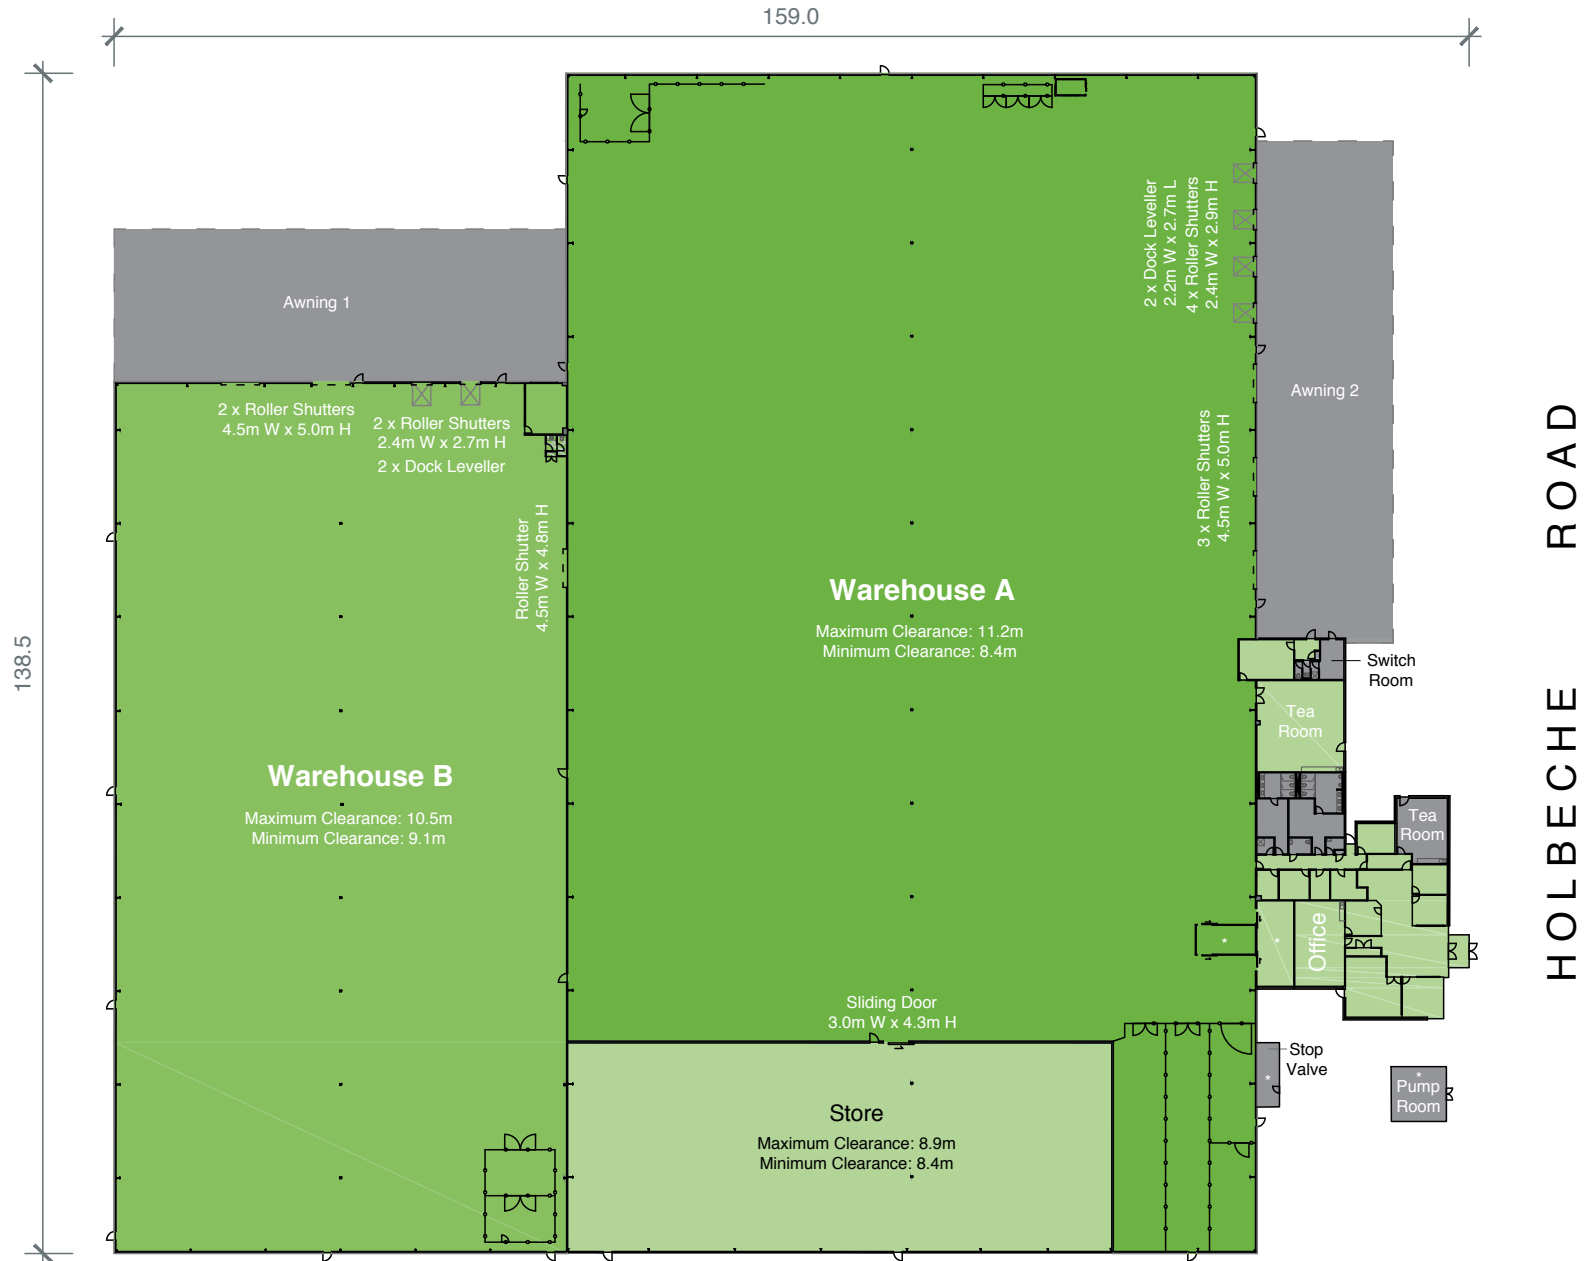 159.0
138.5
Awning 1
2 x Roller Shutters
4.5m W x 5.0m H
2 x Roller Shutters
2.4m W x 2.7m H
2 x Dock Leveller
Roller Shutter
4.5m W x 4.8m H
2 x Dock Leveller
2.2m W x 2.7m L
4 x Roller Shutters
2.4m W x 2.9m H
Awning 2
3 x Roller Shutters
4.5m W x 5.0m H
Warehouse A
Maximum Clearance: 11.2m
Minimum Clearance: 8.4m
Switch
Room
Tea
Room
Warehouse B
Maximum Clearance: 10.5m
Minimum Clearance: 9.1m
Tea
Room
Office
*
*
Sliding Door
3.0m W x 4.3m H
Stop
Valve
*
Store
Maximum Clearance: 8.9m
Minimum Clearance: 8.4m
*
Pump
Room
HOLBECHE ROAD